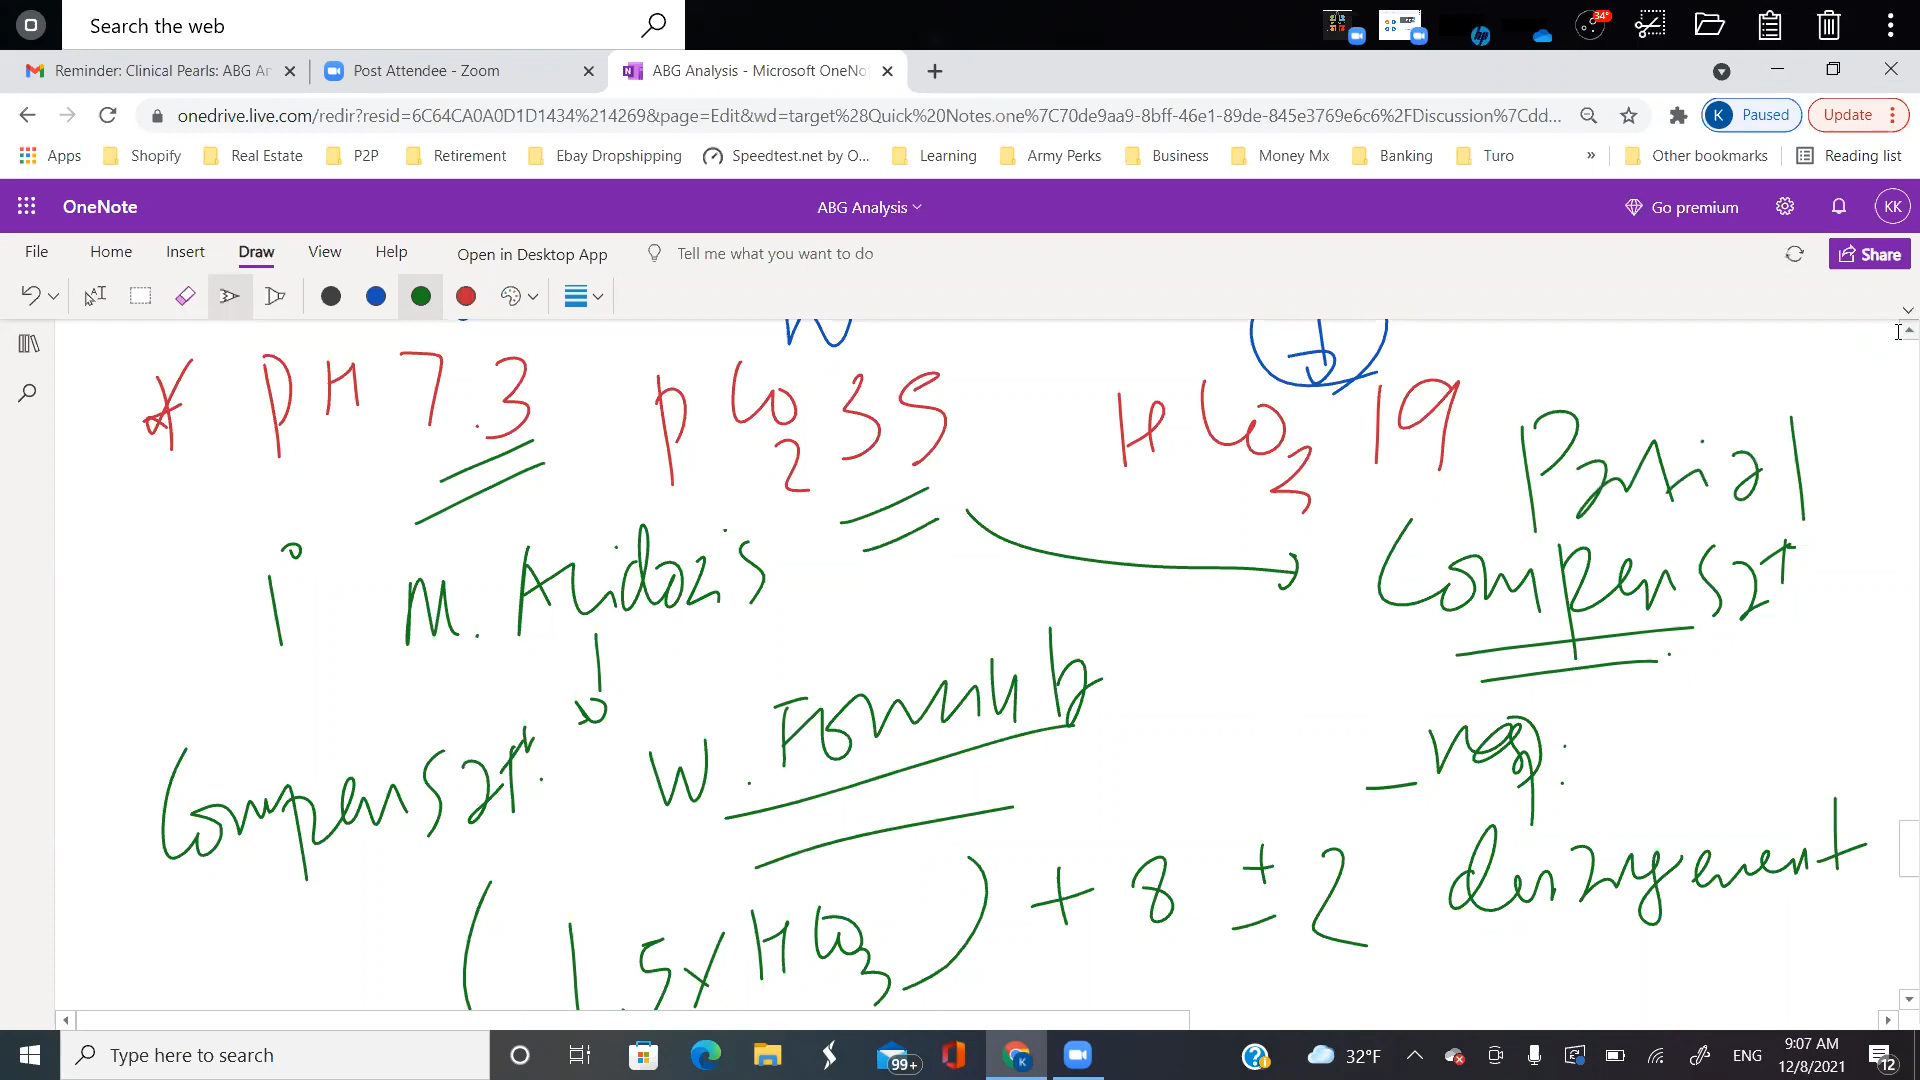 Search the web
34°
Reminder: Clinical Pearls: ABG Ar
Post Attendee - Zoom
ABG Analysis - Microsoft OneNo
onedrive.live.com/redir?resid=6C64CA0A0D1D1434%214269&page=Edit&wd=target%28Quick%20Notes.one%7C70de9aa9-8bff-46e1-89de-845e3769e6c6%2FDiscussion%7Cdd...
K Paused
Update
Apps Shopify Real Estate P2P Retirement Ebay Dropshipping Speedtest.net by O... Learning Army Perks Business Money Mx Banking Turo » Other bookmarks Reading list
OneNote
ABG Analysis
Go premium
KK
File Home Insert Draw View Help Open in Desktop App Tell me what you want to do
Share
N
* PH 7.3 pCo2 35 HCo3 19
Partial
1° M. Acidozis
Compensat
W. Formula
Compensat.
- resp.
derangement
(1.5x HCo3) + 8 ± 2
Type here to search
99+
32°F
ENG
9:07 AM
12/8/2021
12